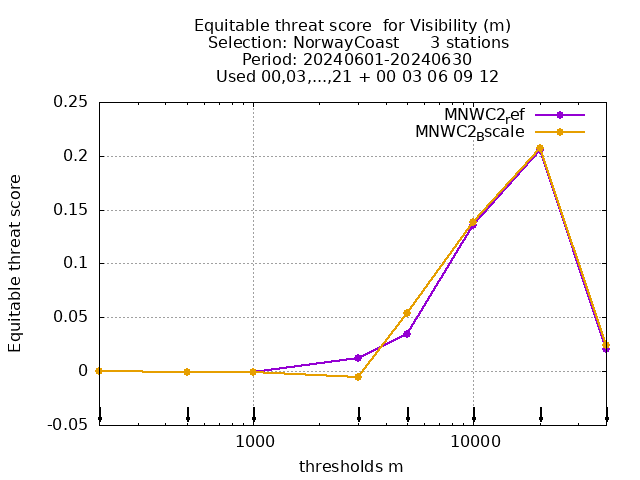 Equitable threat score for Visibility (m)
Selection: NorwayCoast 3 stations
Period: 20240601-20240630
Used 00,03,...,21 + 00 03 06 09 12
MNWC2ref
MNWC2Bscale
0.25
0.2
0.15
0.1
0.05
0
-0.05
Equitable threat score
1000
10000
thresholds m